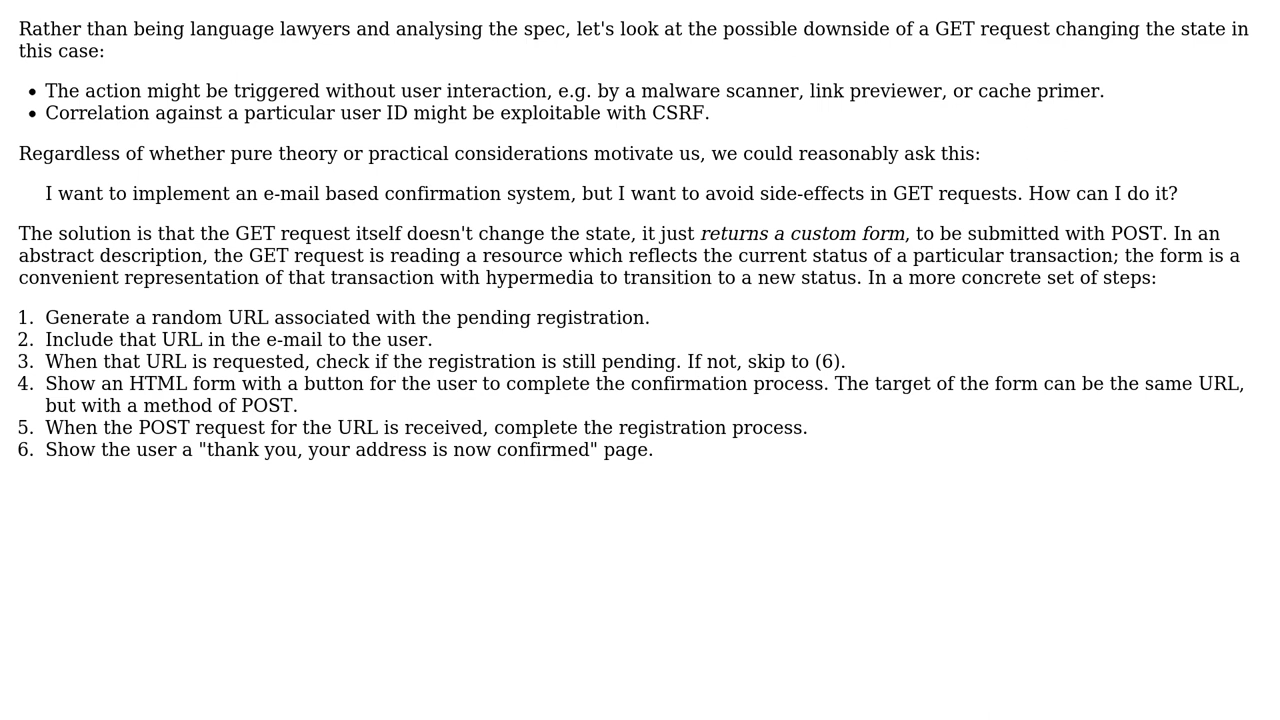 Rather than being language lawyers and analysing the spec, let's look at the possible downside of a GET request changing the state in
this case:
• The action might be triggered without user interaction, e.g. by a malware scanner, link previewer, or cache primer.
• Correlation against a particular user ID might be exploitable with CSRF.
Regardless of whether pure theory or practical considerations motivate us, we could reasonably ask this:
I want to implement an e-mail based confirmation system, but I want to avoid side-effects in GET requests. How can I do it?
The solution is that the GET request itself doesn't change the state, it just returns a custom form, to be submitted with POST. In an
abstract description, the GET request is reading a resource which reflects the current status of a particular transaction; the form is a
convenient representation of that transaction with hypermedia to transition to a new status. In a more concrete set of steps:
1. Generate a random URL associated with the pending registration.
2. Include that URL in the e-mail to the user.
3. When that URL is requested, check if the registration is still pending. If not, skip to (6).
4. Show an HTML form with a button for the user to complete the confirmation process. The target of the form can be the same URL,
but with a method of POST.
5. When the POST request for the URL is received, complete the registration process.
6. Show the user a "thank you, your address is now confirmed" page.